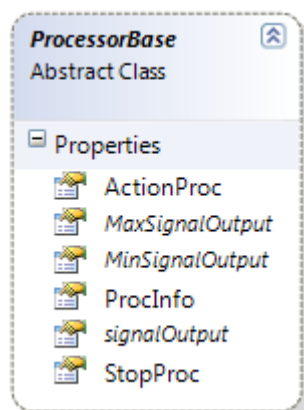 ProcessorBase
Abstract Class
Properties
ActionProc
MaxSignalOutput
MinSignalOutput
ProcInfo
signalOutput
StopProc